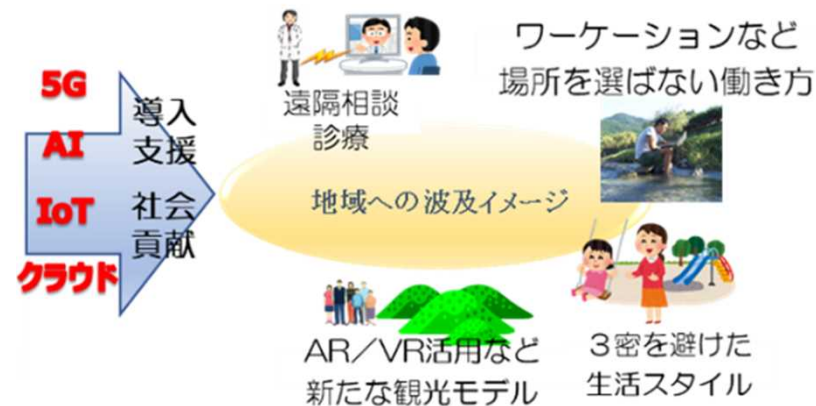 5G
AI
IoT
クラウド
導入
支援
社会
貢献
遠隔相談
診療
ワーケーションなど
場所を選ばない働き方
地域への波及イメージ
AR／VR活用など
新たな観光モデル
３密を避けた
生活スタイル